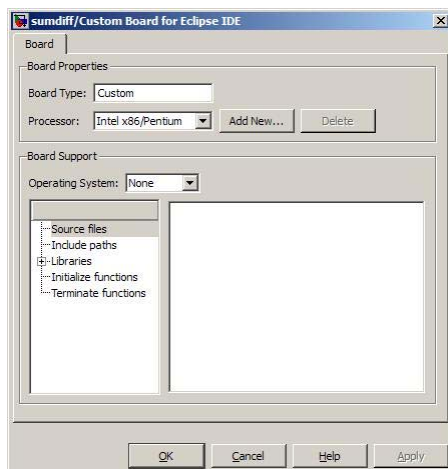 sumdiff/Custom Board for Eclipse IDE
Board
Board Properties
Board Type: Custom
Processor: Intel x86/Pentium Add New... Delete
Board Support
Operating System: None
Source files
Include paths
Libraries
Initialize functions
Terminate functions
OK Cancel Help Apply